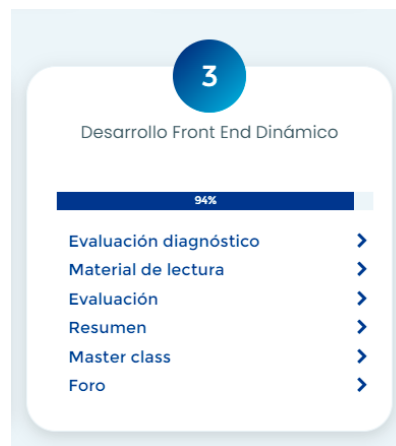 3
Desarrollo Front End Dinámico
94%
Evaluación diagnóstico
Material de lectura
Evaluación
Resumen
Master class
Foro